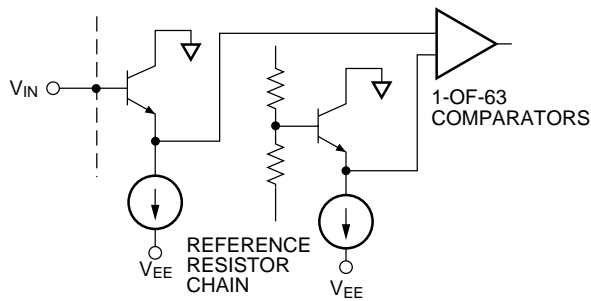 VIN
1-OF-63
COMPARATORS
REFERENCE
RESISTOR
CHAIN
VEE
VEE